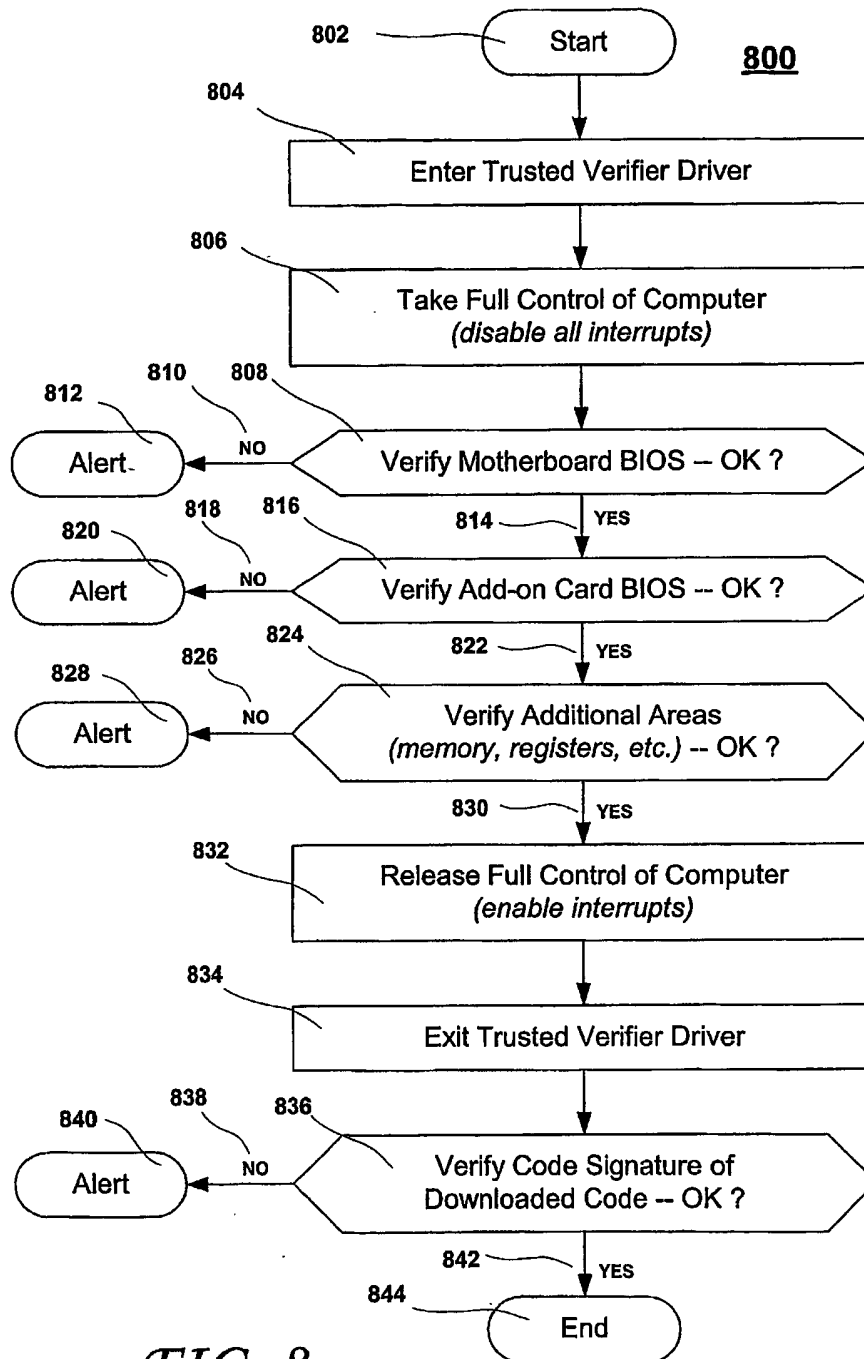 802
Start
800
804
Enter Trusted Verifier Driver
806
Take Full Control of Computer
(disable all interrupts)
812
810
808
Alert
NO
Verify Motherboard BIOS -- OK ?
814
YES
820
818
816
Alert
NO
Verify Add-on Card BIOS -- OK ?
822
YES
828
826
824
Alert
NO
Verify Additional Areas
(memory, registers, etc.) -- OK ?
830
YES
832
Release Full Control of Computer
(enable interrupts)
834
Exit Trusted Verifier Driver
840
838
836
Alert
NO
Verify Code Signature of
Downloaded Code -- OK ?
842
YES
844
End
FIG. 8